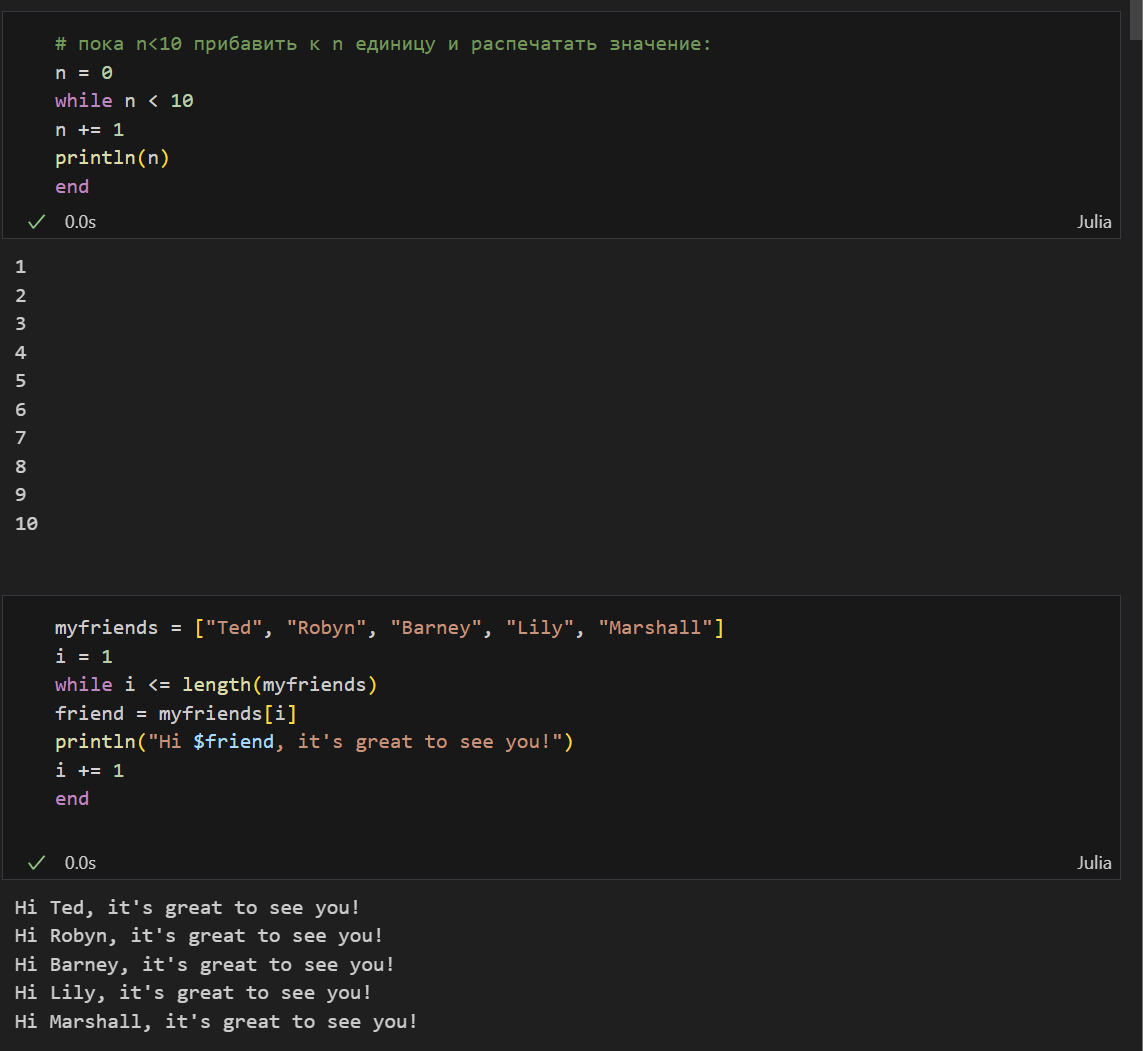 # пока n<10 прибавить к n единицу и распечатать значение:
n = 0
while n < 10
n += 1
println(n)
end
0.0s
Julia
1
2
3
4
5
6
7
8
9
10
myfriends = ["Ted", "Robyn", "Barney", "Lily", "Marshall"]
i = 1
while i <= length(myfriends)
friend = myfriends[i]
println("Hi $friend, it's great to see you!")
i += 1
end
0.0s
Julia
Hi Ted, it's great to see you!
Hi Robyn, it's great to see you!
Hi Barney, it's great to see you!
Hi Lily, it's great to see you!
Hi Marshall, it's great to see you!